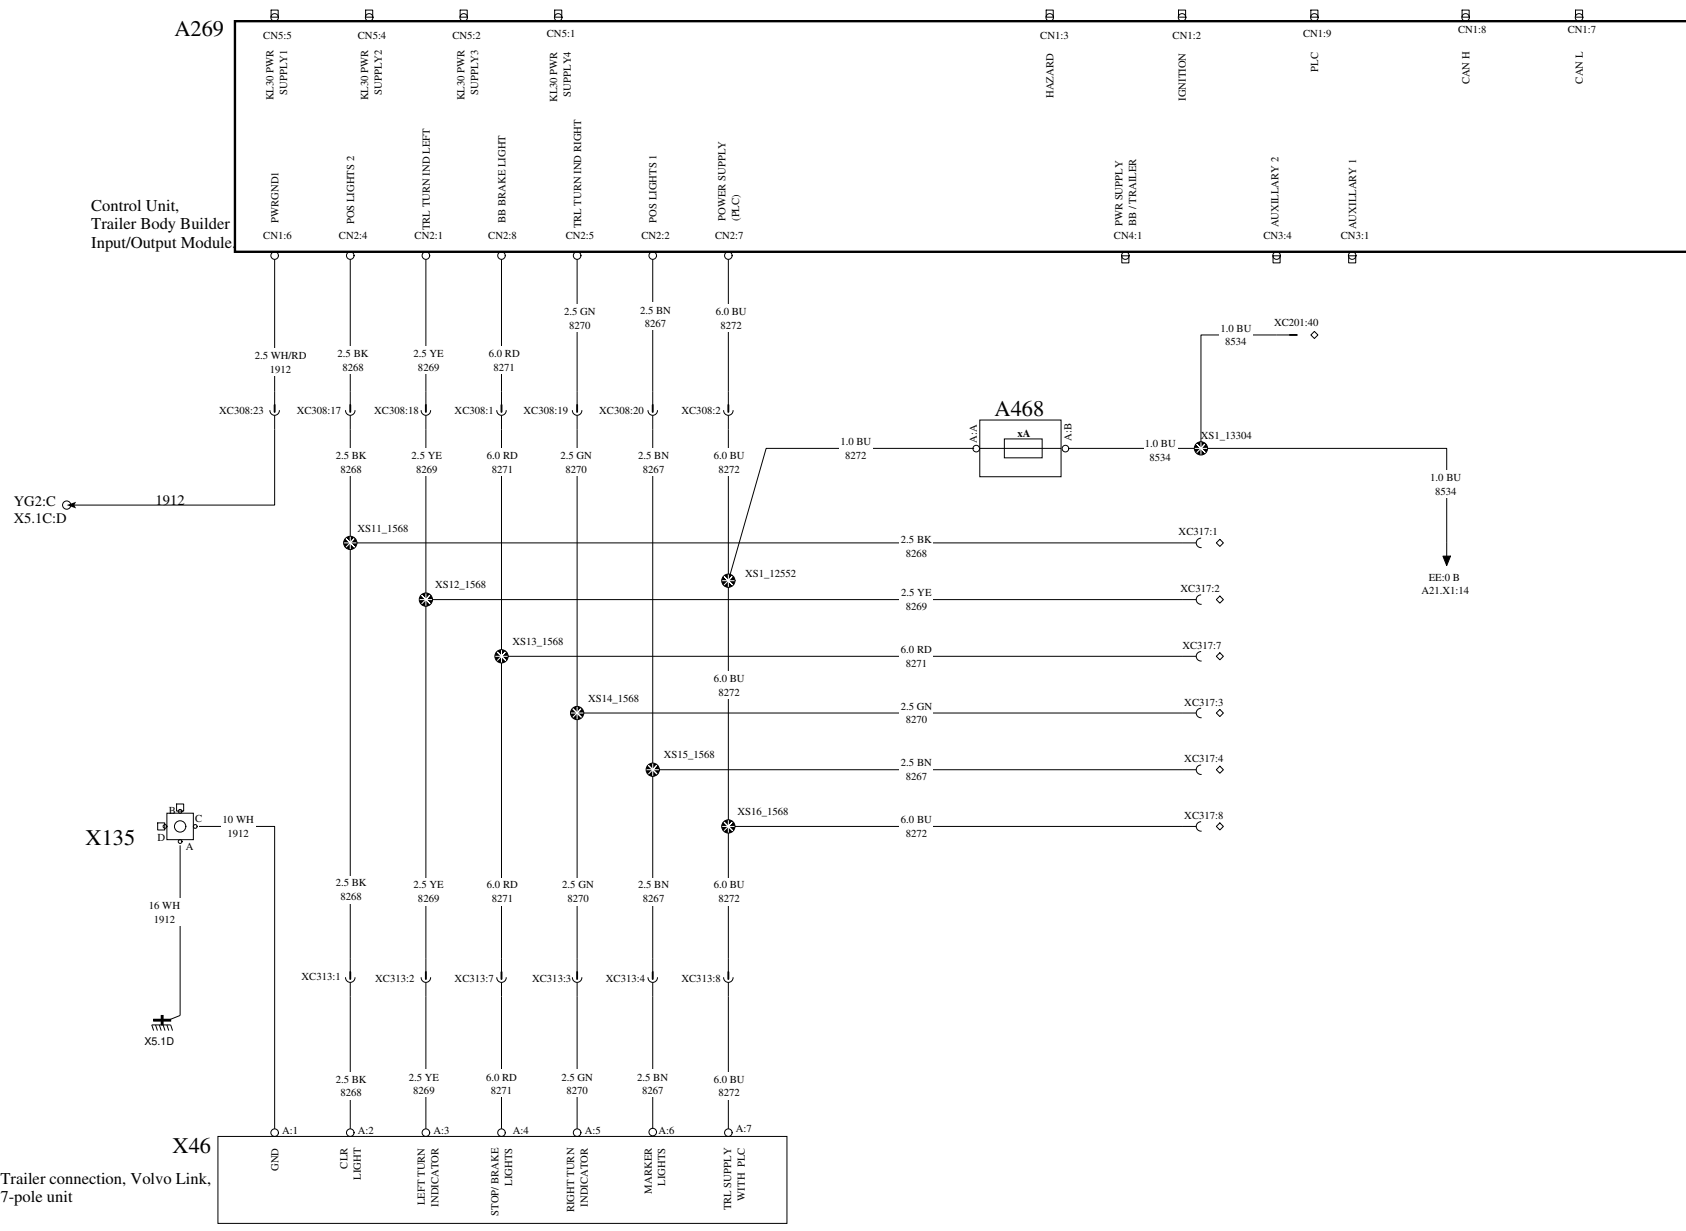 A269
CN5:5
CN5:4
CN5:2
CN5:1
CN1:3
CN1:2
CN1:9
CN1:8
CN1:7
KL30 PWR
SUPPLY1
KL30 PWR
SUPPLY2
KL30 PWR
SUPPLY3
KL30 PWR
SUPPLY4
HAZARD
IGNITION
PLC
CAN H
CAN L
Control Unit,
Trailer Body Builder
Input/Output Module.
PWRGND1
POS LIGHTS 2
TRL TURN IND LEFT
BB BRAKE LIGHT
TRL TURN IND RIGHT
POS LIGHTS 1
POWER SUPPLY
(PLC)
PWR SUPPLY
BB / TRAILER
AUXILLARY 2
AUXILLARY 1
CN1:6
CN2:4
CN2:1
CN2:8
CN2:5
CN2:2
CN2:7
CN4:1
CN3:4
CN3:1
2.5 GN
8270
2.5 BN
8267
6.0 BU
8272
1.0 BU
8534
XC201:40
2.5 WH/RD
1912
2.5 BK
8268
2.5 YE
8269
6.0 RD
8271
XC308:23
XC308:17
XC308:18
XC308:1
XC308:19
XC308:20
XC308:2
A468
A:A
xA
A:B
XS1_13304
2.5 BK
8268
2.5 YE
8269
6.0 RD
8271
2.5 GN
8270
2.5 BN
8267
6.0 BU
8272
1.0 BU
8272
1.0 BU
8534
1.0 BU
8534
YG2:C
X5.1C:D
1912
XS11_1568
2.5 BK
8268
XC317:1
XS1_12552
XS12_1568
2.5 YE
8269
XC317:2
EE:0 B
A21.X1:14
XS13_1568
6.0 RD
8271
XC317:7
6.0 BU
8272
XS14_1568
2.5 GN
8270
XC317:3
XS15_1568
2.5 BN
8267
XC317:4
XS16_1568
6.0 BU
8272
XC317:8
X135
B
C
D
A
10 WH
1912
16 WH
1912
X5.1D
2.5 BK
8268
2.5 YE
8269
6.0 RD
8271
2.5 GN
8270
2.5 BN
8267
6.0 BU
8272
XC313:1
XC313:2
XC313:7
XC313:3
XC313:4
XC313:8
2.5 BK
8268
2.5 YE
8269
6.0 RD
8271
2.5 GN
8270
2.5 BN
8267
6.0 BU
8272
X46
A:1
A:2
A:3
A:4
A:5
A:6
A:7
Trailer connection, Volvo Link,
7-pole unit
GND
CLR
LIGHT
LEFT TURN
INDICATOR
STOP/ BRAKE
LIGHTS
RIGHT TURN
INDICATOR
MARKER
LIGHTS
TRL SUPPLY
WITH PLC